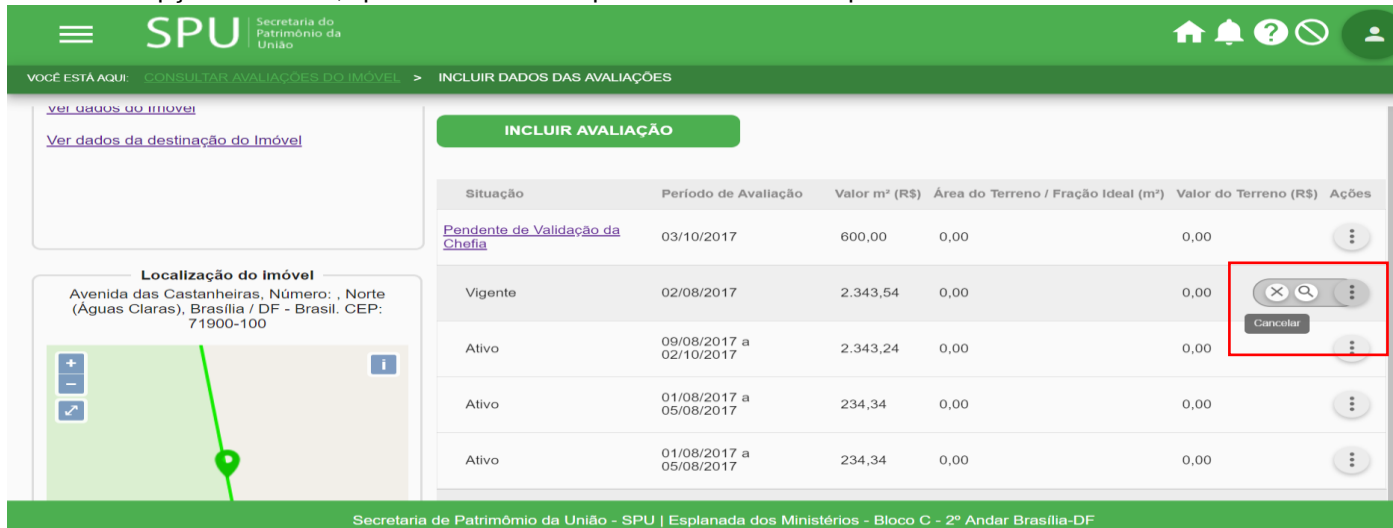 SPU
Secretaria do
Patrimônio da
União
VOCÊ ESTÁ AQUI: CONSULTAR AVALIAÇÕES DO IMÓVEL > INCLUIR DADOS DAS AVALIAÇÕES
Ver dados do Imóvel
Ver dados da destinação do Imóvel
INCLUIR AVALIAÇÃO
Situação Período de Avaliação Valor m² (R$) Área do Terreno / Fração Ideal (m²) Valor do Terreno (R$) Ações
Pendente de Validação da
Chefia
03/10/2017 600,00 0,00 0,00
Localização do imóvel
Avenida das Castanheiras, Número: , Norte
(Águas Claras), Brasília / DF - Brasil. CEP:
71900-100
Vigente 02/08/2017 2.343,54 0,00 0,00
Cancelar
Ativo 09/08/2017 a
02/10/2017
2.343,24 0,00 0,00
Ativo 01/08/2017 a
05/08/2017
234,34 0,00 0,00
Ativo 01/08/2017 a
05/08/2017
234,34 0,00 0,00
+
−
i
Secretaria de Patrimômio da União - SPU | Esplanada dos Ministérios - Bloco C - 2º Andar Brasília-DF